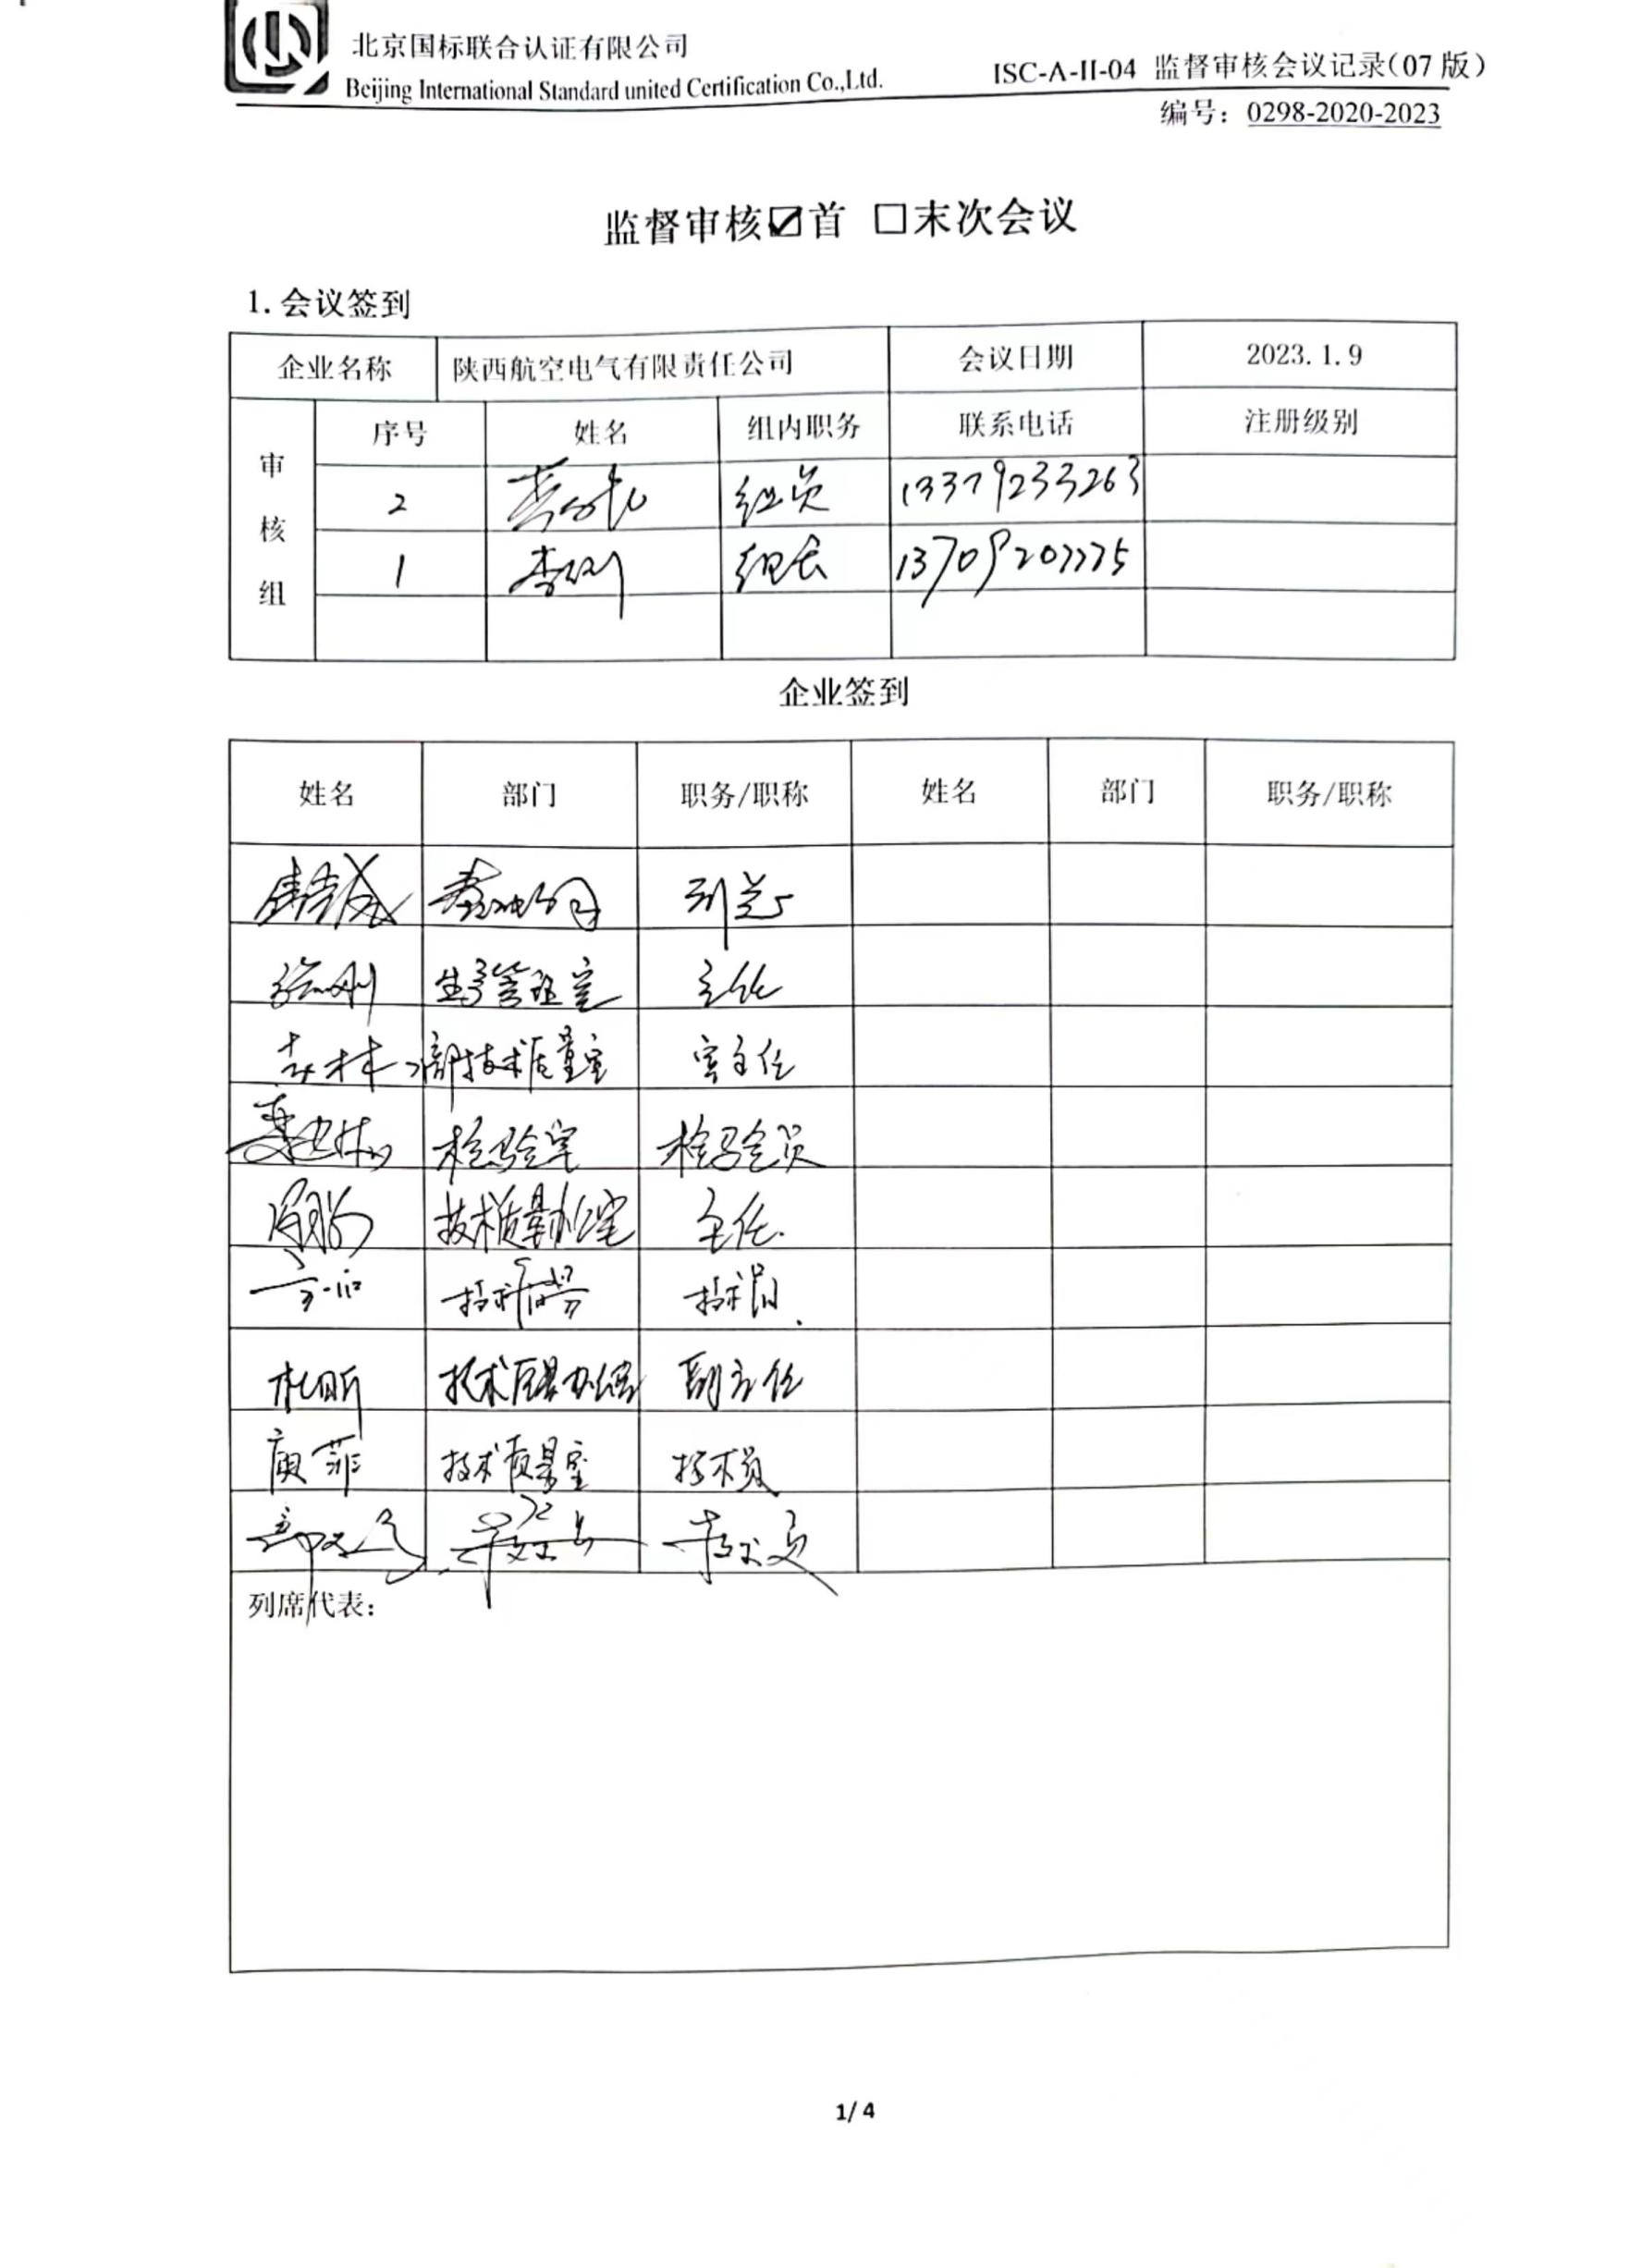 北京国标联合认证有限公司
Beijing International Standard united Certification Co.,Ltd.
ISC-A-II-04 监督审核会议记录(07版)
编号：0298-2020-2023
监督审核☑首 □末次会议
1.会议签到
企业名称 陕西航空电气有限责任公司 会议日期 2023.1.9
审核组 序号 姓名 组内职务 联系电话 注册级别
2 组员 13379233263
1 组长 13709207775
企业签到
姓名 部门 职务/职称 姓名 部门 职务/职称
生产管理室 主任
技术质量室 室主任
检验室 检验员
技术质量办公室 主任
技术员
杜昕 技术质量办公室 副主任
菲 技术质量室 技术员
技术员
列席代表：
1/4